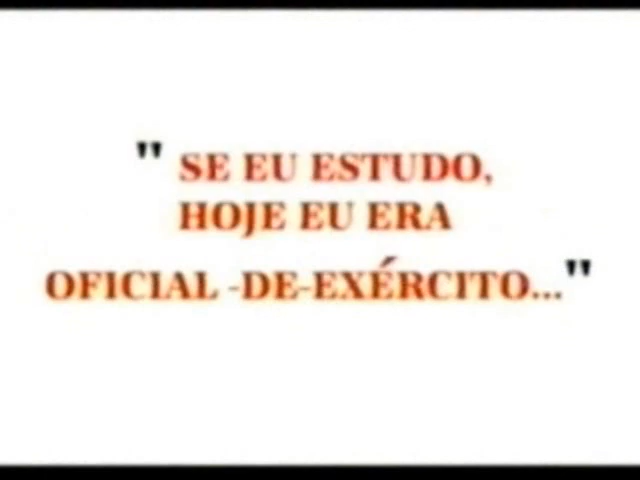 " SE EU ESTUDO,
HOJE EU ERA
OFICIAL -DE-EXÉRCITO..."